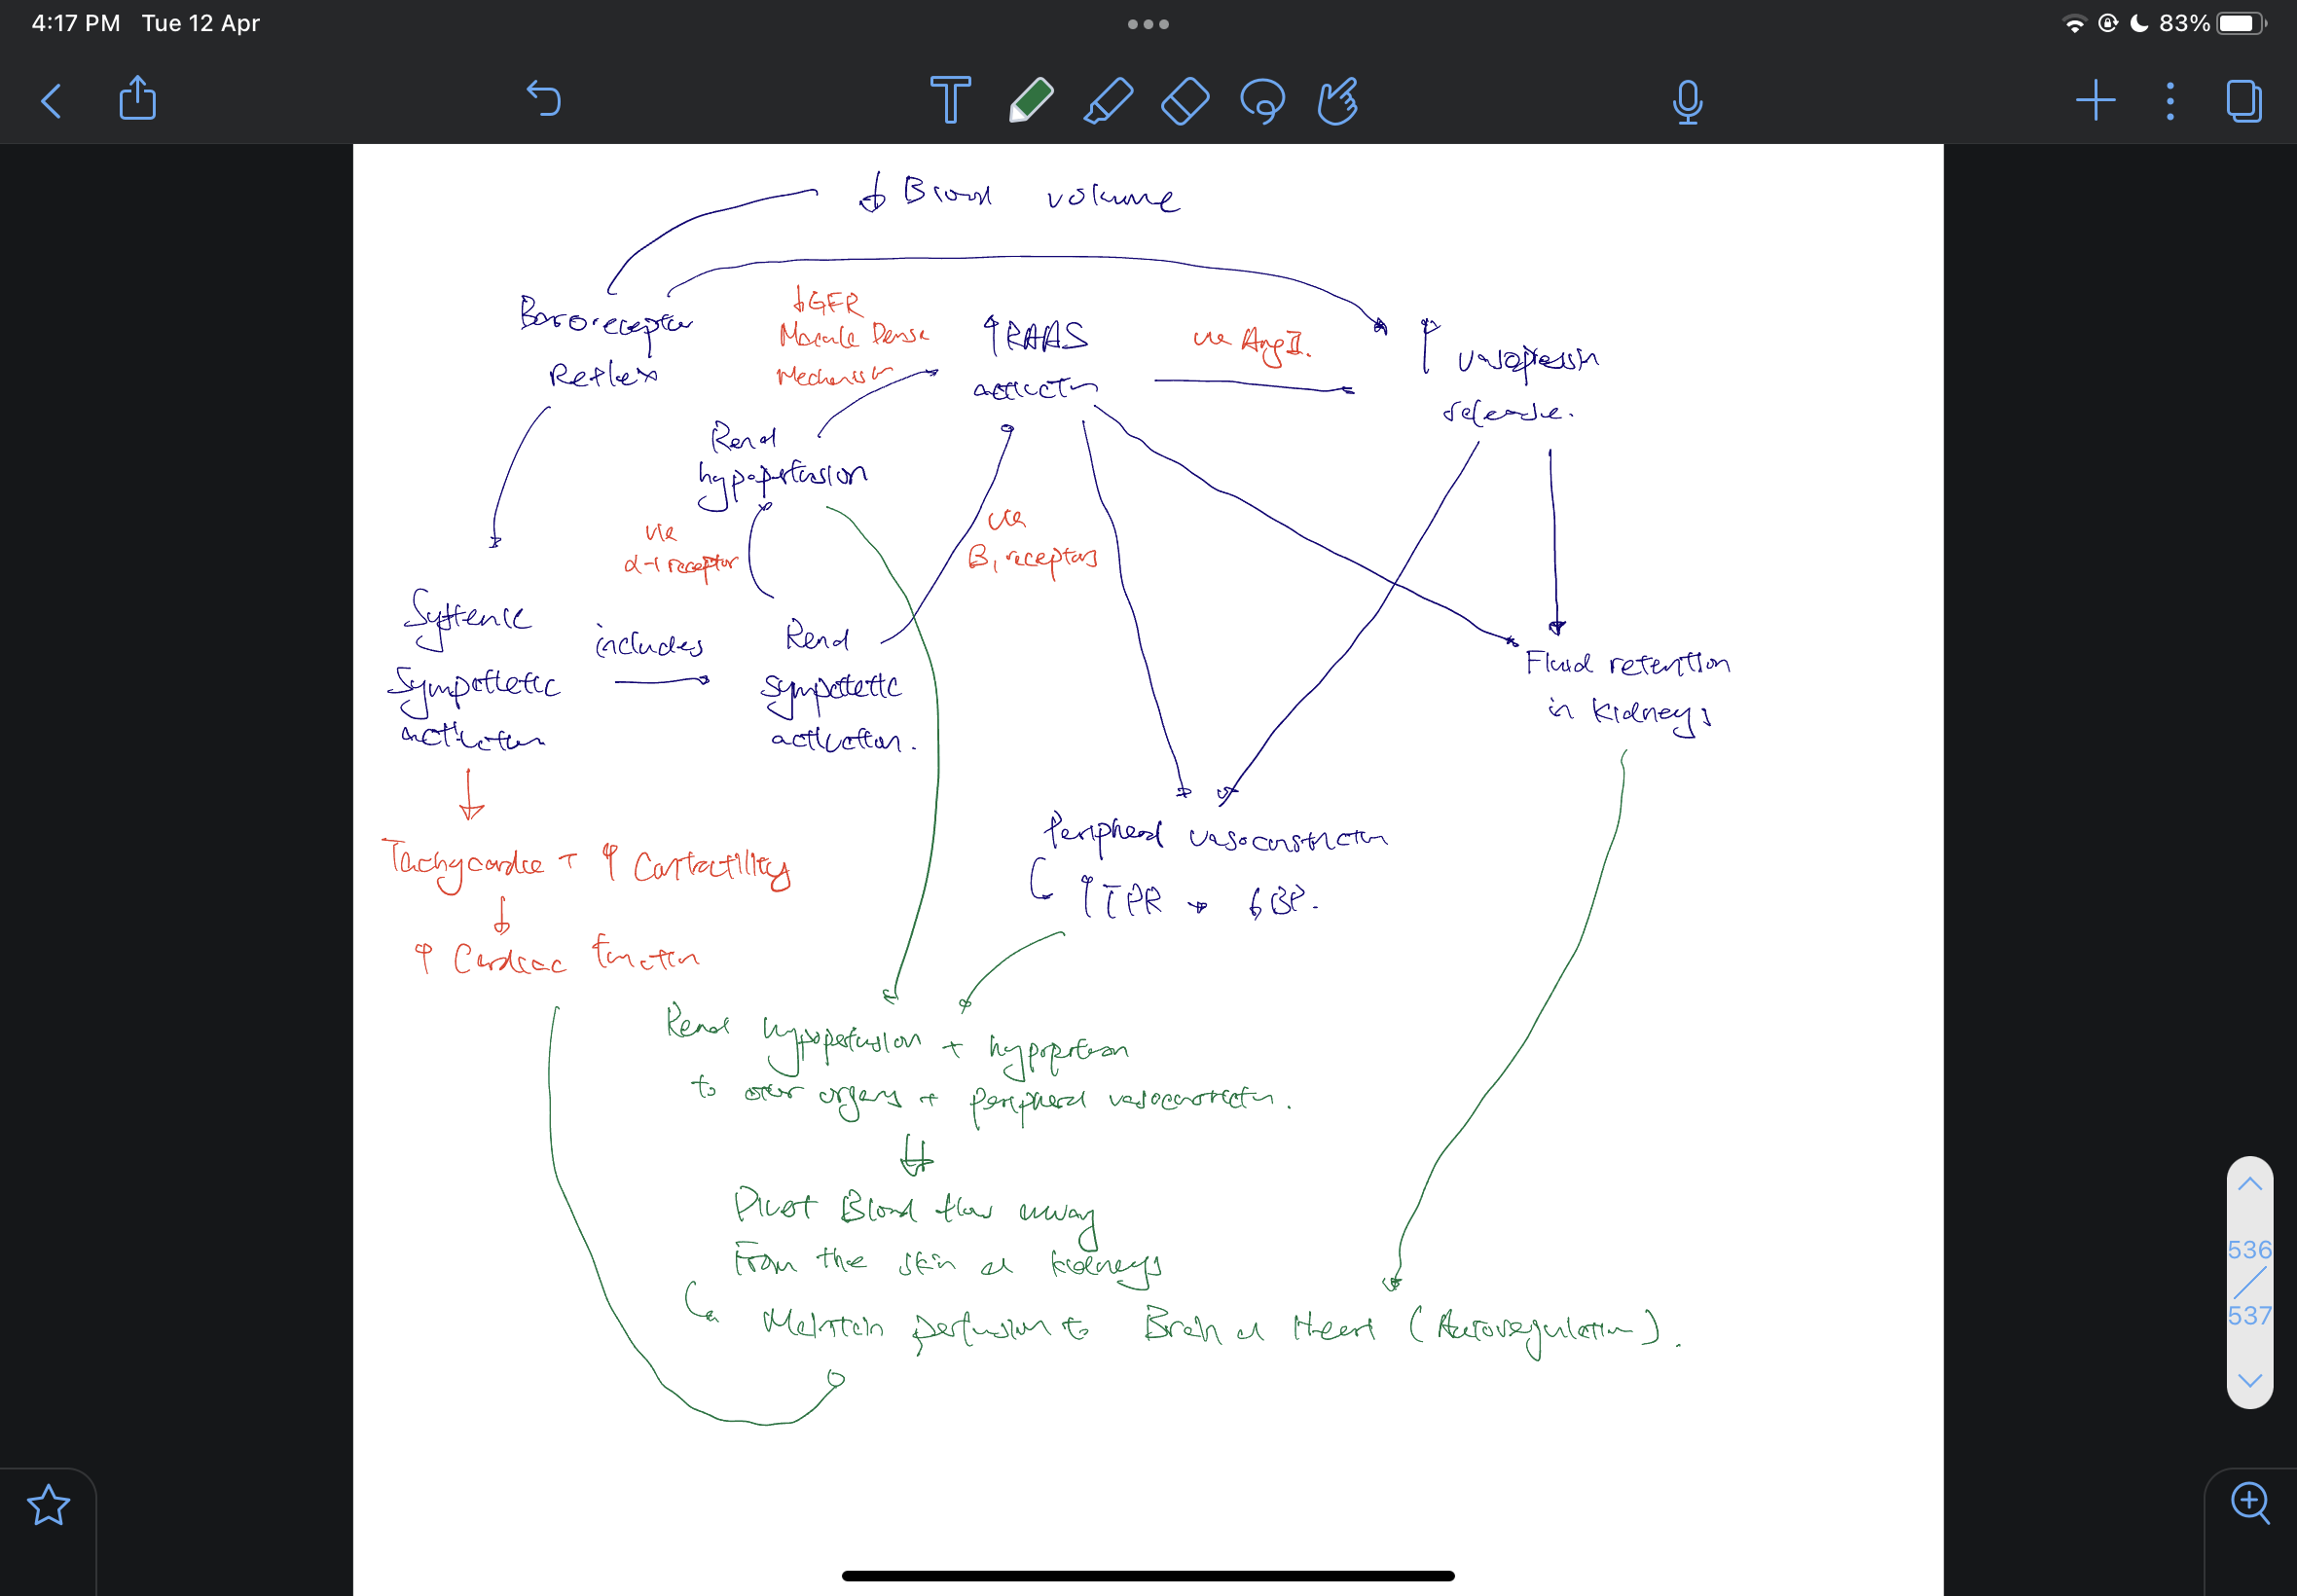 4:17 PM Tue 12 Apr
83%
↓ Blood volume
Baroreceptor
Reflex
↓GFR
Macula Densa
Mechanism
↑RAAS
activation
via Ang II.
↑ vasopressin
release.
Renal
hypoperfusion
via
α-1 receptor
via
B1 receptors
Systemic
Sympathetic
activation
includes
Renal
sympathetic
activation.
Fluid retention
in kidneys
Tachycardia + ↑ Contractility
↓
↑ Cardiac function
Peripheral vasoconstriction
↑TPR → BP.
Renal hypoperfusion + hypoperfusion
to other organs + peripheral vasoconstriction.
Pivot Blood flow away
From the skin and kidneys
Maintain perfusion to Brain and Heart (Autoregulation).
536
537